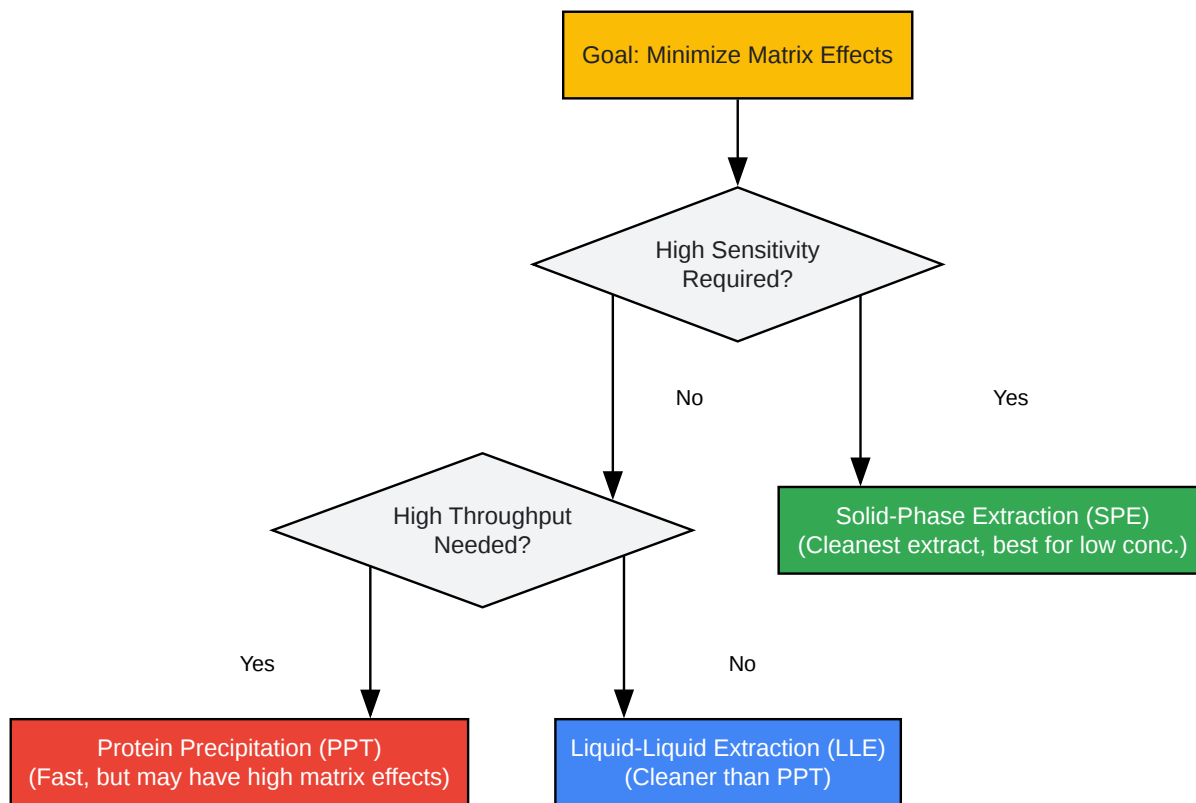 Goal: Minimize Matrix Effects
High Sensitivity
Required?
No
Yes
High Throughput
Needed?
Solid-Phase Extraction (SPE)
(Cleanest extract, best for low conc.)
Yes
No
Protein Precipitation (PPT)
(Fast, but may have high matrix effects)
Liquid-Liquid Extraction (LLE)
(Cleaner than PPT)